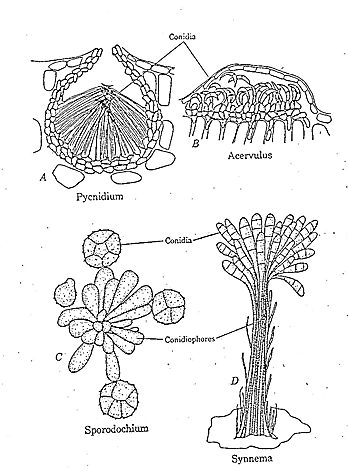 Conidia
A
Pycnidium
B
Acervulus
Conidia
Conidiophores
C
Sporodochium
D
Synnema